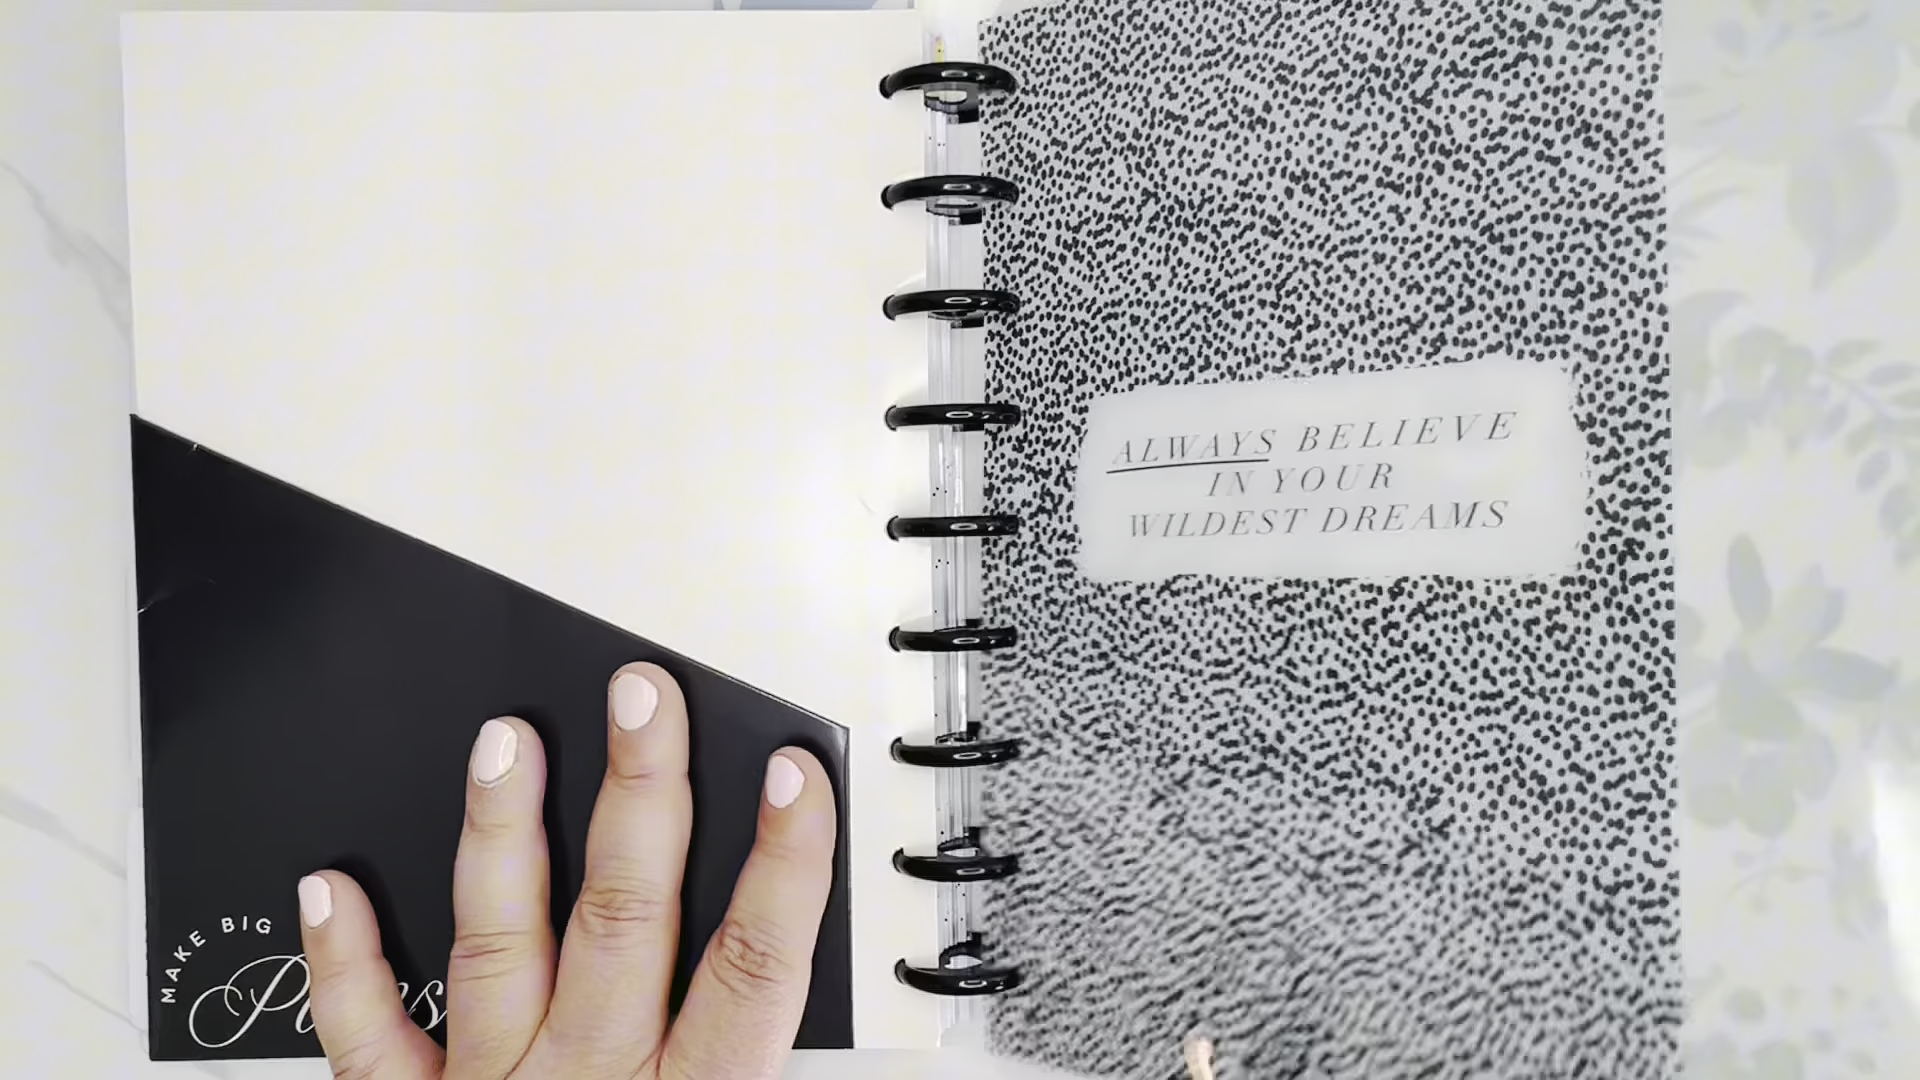 MAKE BIG
ALWAYS BELIEVE
IN YOUR
WILDEST DREAMS